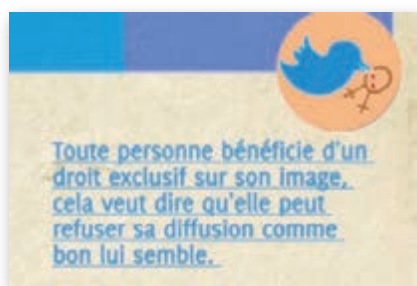 Toute personne bénéficie d'un
droit exclusif sur son image,
cela veut dire qu'elle peut
refuser sa diffusion comme
bon lui semble.